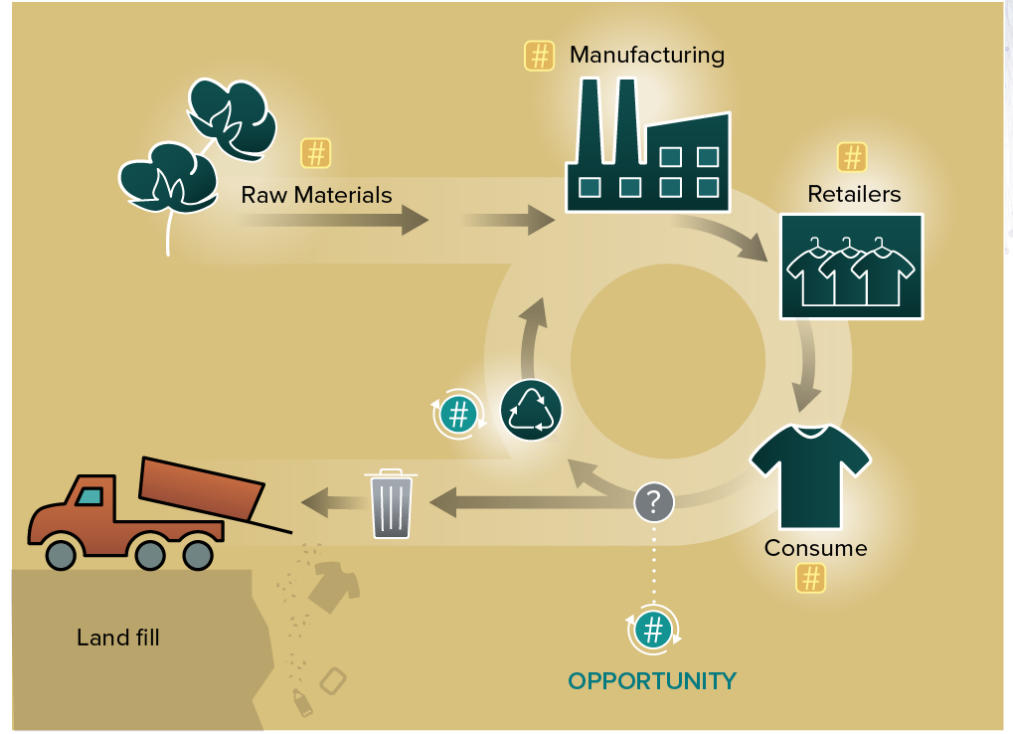 # Manufacturing
#
Raw Materials
#
Retailers
#
?
Consume
#
Land fill
#
OPPORTUNITY